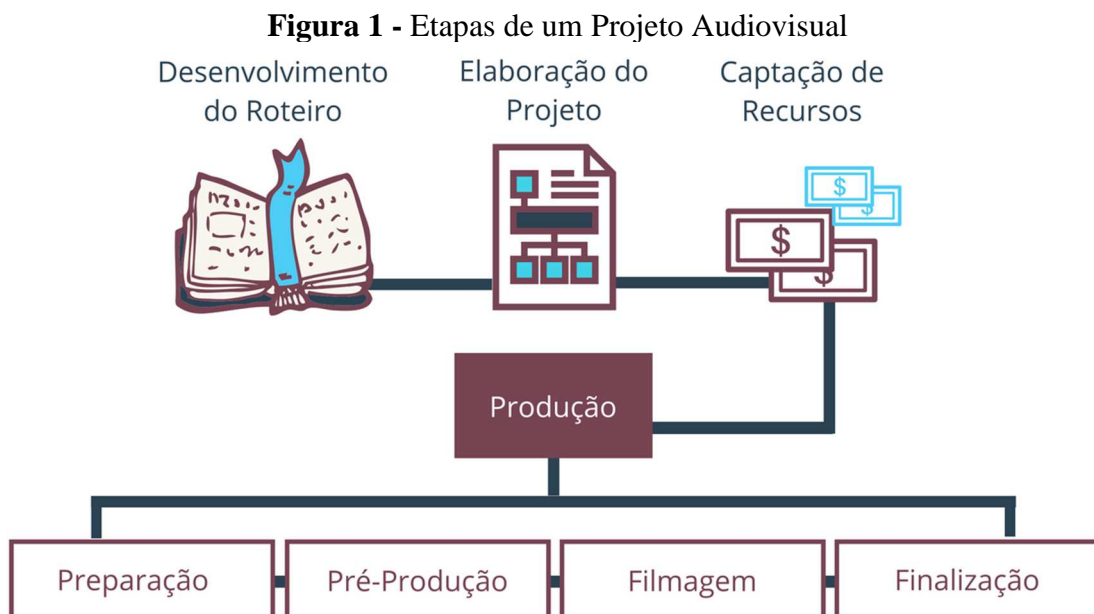 Figura 1 - Etapas de um Projeto Audiovisual
Desenvolvimento
do Roteiro
Elaboração do
Projeto
Captação de
Recursos
$
$
$
$
Produção
Preparação
Pré-Produção
Filmagem
Finalização